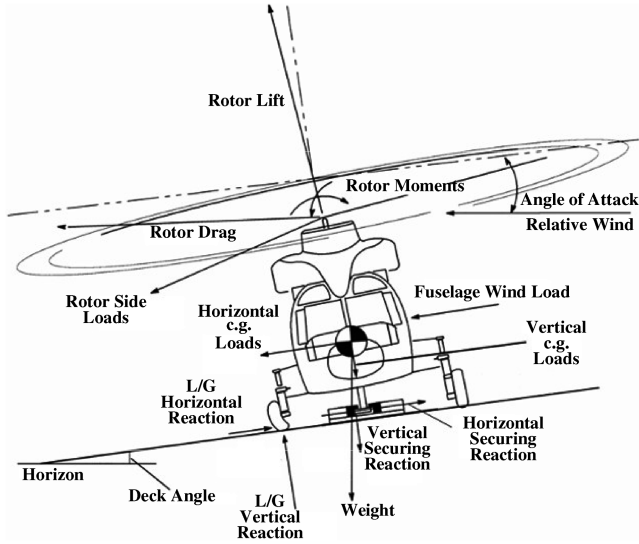 Rotor Lift
Rotor Moments
Angle of Attack
Relative Wind
Rotor Drag
Rotor Side
Loads
Horizontal
c.g.
Loads
Fuselage Wind Load
Vertical
c.g.
Loads
L/G
Horizontal
Reaction
Vertical
Securing
Reaction
Horizontal
Securing
Reaction
Horizon
Deck Angle
L/G
Vertical
Reaction
Weight